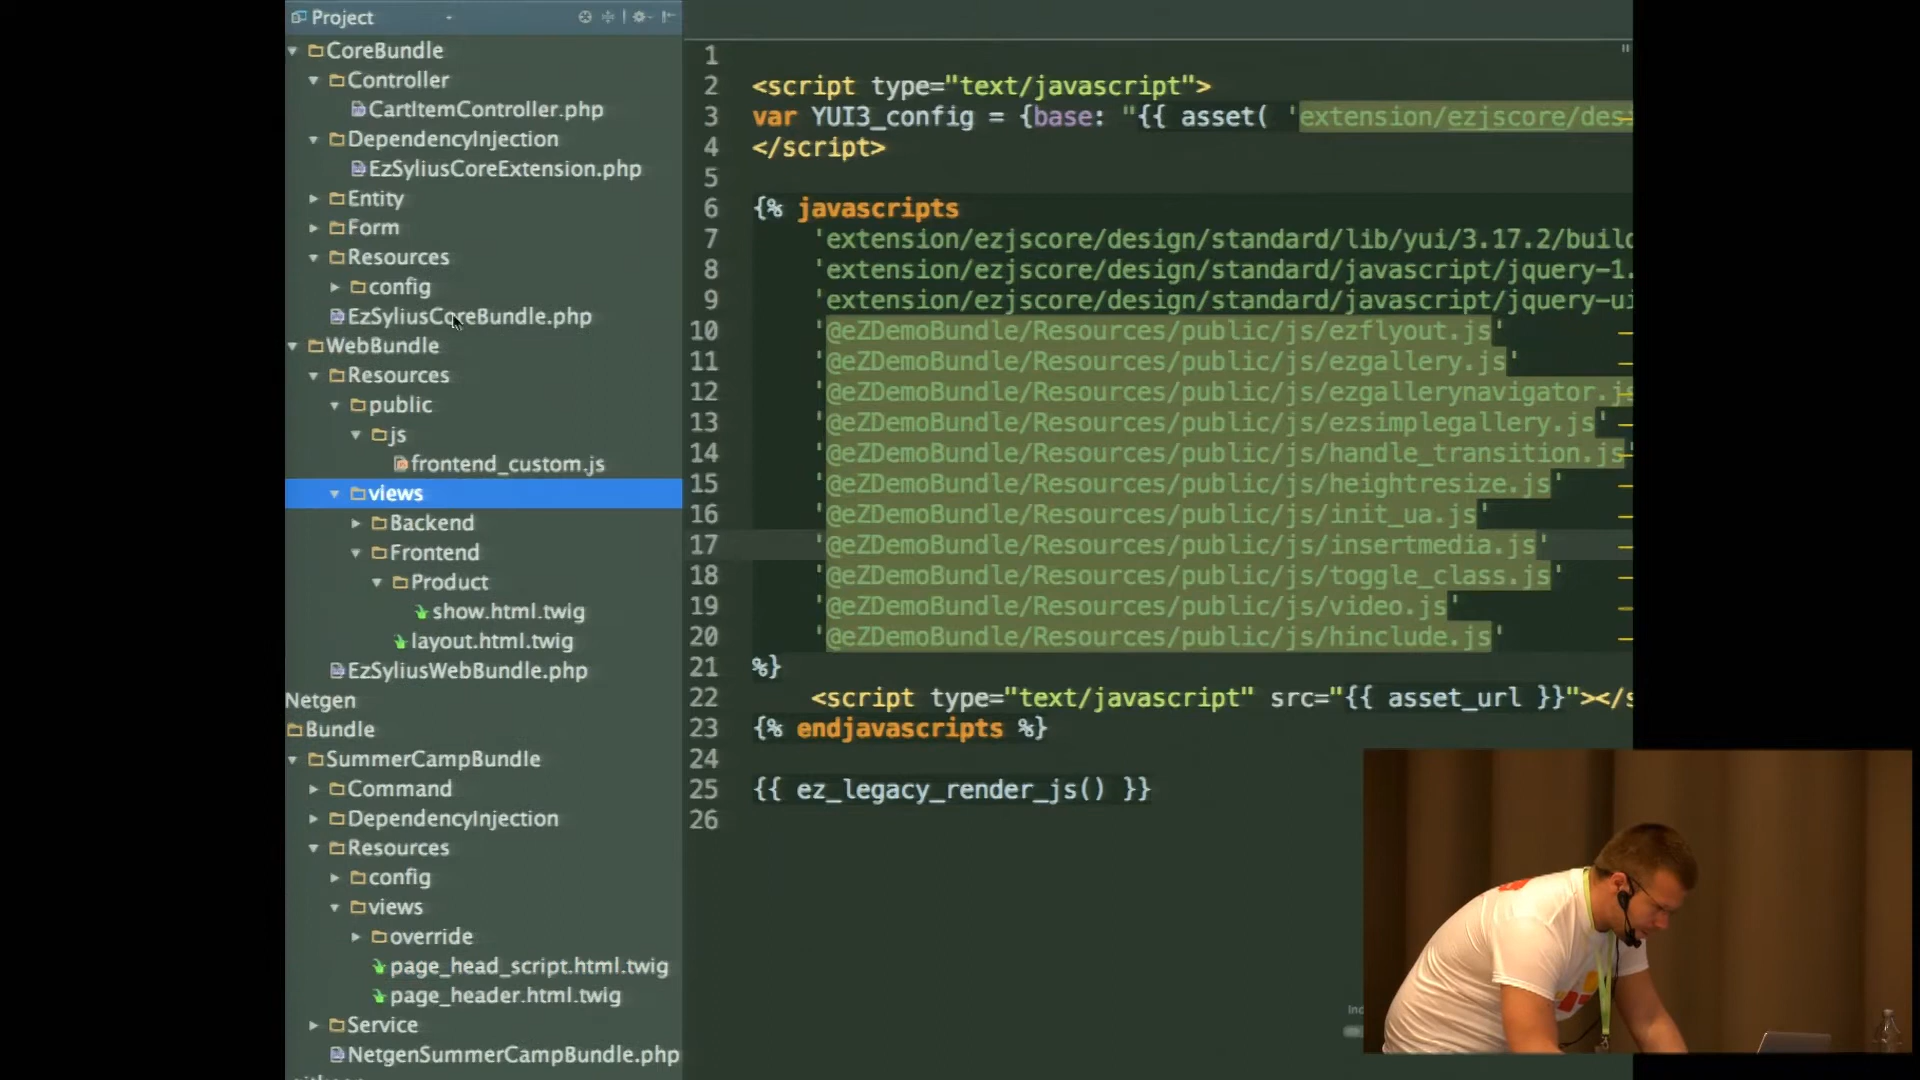 Project
CoreBundle
Controller
CartItemController.php
DependencyInjection
EzSyliusCoreExtension.php
Entity
Form
Resources
config
EzSyliusCoreBundle.php
WebBundle
Resources
public
js
frontend_custom.js
views
Backend
Frontend
Product
show.html.twig
layout.html.twig
EzSyliusWebBundle.php
Netgen
Bundle
SummerCampBundle
Command
DependencyInjection
Resources
config
views
override
page_head_script.html.twig
page_header.html.twig
Service
NetgenSummerCampBundle.php
1
2 <script type="text/javascript">
3 var YUI3_config = {base: "{{ asset( 'extension/ezjscore/des
4 </script>
5
6 {% javascripts
7 'extension/ezjscore/design/standard/lib/yui/3.17.2/build
8 'extension/ezjscore/design/standard/javascript/jquery-1.
9 'extension/ezjscore/design/standard/javascript/jquery-ui
10 '@eZDemoBundle/Resources/public/js/ezflyout.js'
11 '@eZDemoBundle/Resources/public/js/ezgallery.js'
12 '@eZDemoBundle/Resources/public/js/ezgallerynavigator.js
13 '@eZDemoBundle/Resources/public/js/ezsimplegallery.js'
14 '@eZDemoBundle/Resources/public/js/handle_transition.js'
15 '@eZDemoBundle/Resources/public/js/heightresize.js'
16 '@eZDemoBundle/Resources/public/js/init_ua.js'
17 '@eZDemoBundle/Resources/public/js/insertmedia.js'
18 '@eZDemoBundle/Resources/public/js/toggle_class.js'
19 '@eZDemoBundle/Resources/public/js/video.js'
20 '@eZDemoBundle/Resources/public/js/hinclude.js'
21 %}
22 <script type="text/javascript" src="{{ asset_url }}"></s
23 {% endjavascripts %}
24
25 {{ ez_legacy_render_js() }}
26